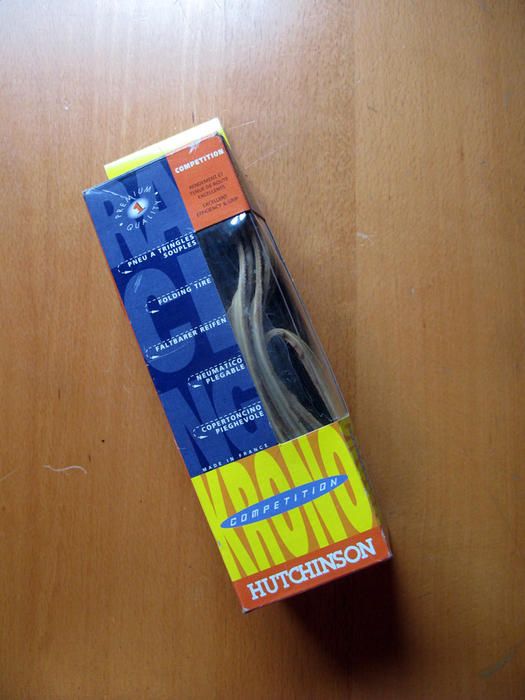 COMPETITION
RENDEMENT ET
TENUE DE ROUTE
EXCELLENTS
EXCELLENT
EFFICIENCY & GRIP
PREMIUM
1
QUALITY
RACING
PNEU A TRINGLES
SOUPLES
FOLDING TIRE
FALTBARER REIFEN
NEUMATICO
PLEGABLE
COPERTONCINO
PIEGHEVOLE
MADE IN FRANCE
KRONO
COMPETITION
HUTCHINSON